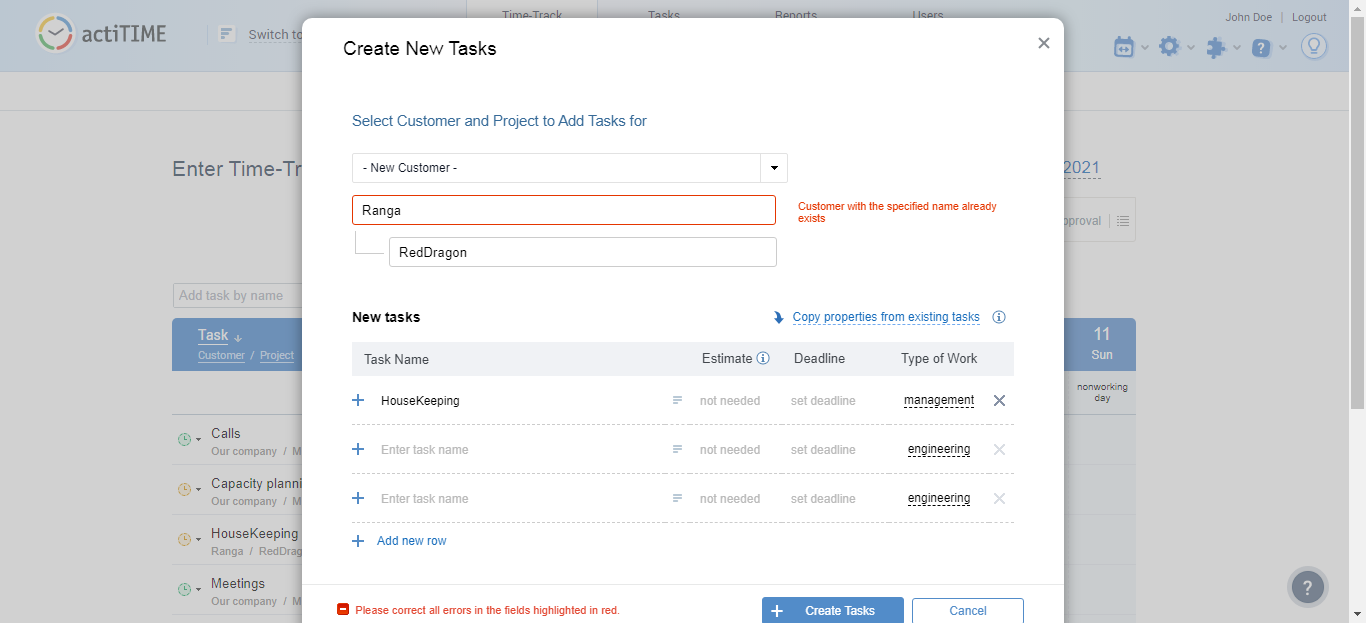 actiTIME
Switch to
Time-Track
Tasks
Reports
Users
John Doe | Logout
Create New Tasks
Select Customer and Project to Add Tasks for
- New Customer -
Ranga
Customer with the specified name already
exists
RedDragon
New tasks
Copy properties from existing tasks
Task Name Estimate Deadline Type of Work
HouseKeeping not needed set deadline management
Enter task name not needed set deadline engineering
Enter task name not needed set deadline engineering
Add new row
Please correct all errors in the fields highlighted in red.
Create Tasks
Cancel
Enter Time-Tr
2021
proval
Add task by name
Task
Customer / Project
11
Sun
nonworking
day
Calls
Our company / M
Capacity planni
Our company / M
HouseKeeping
Ranga / RedDrag
Meetings
Our company / M
?